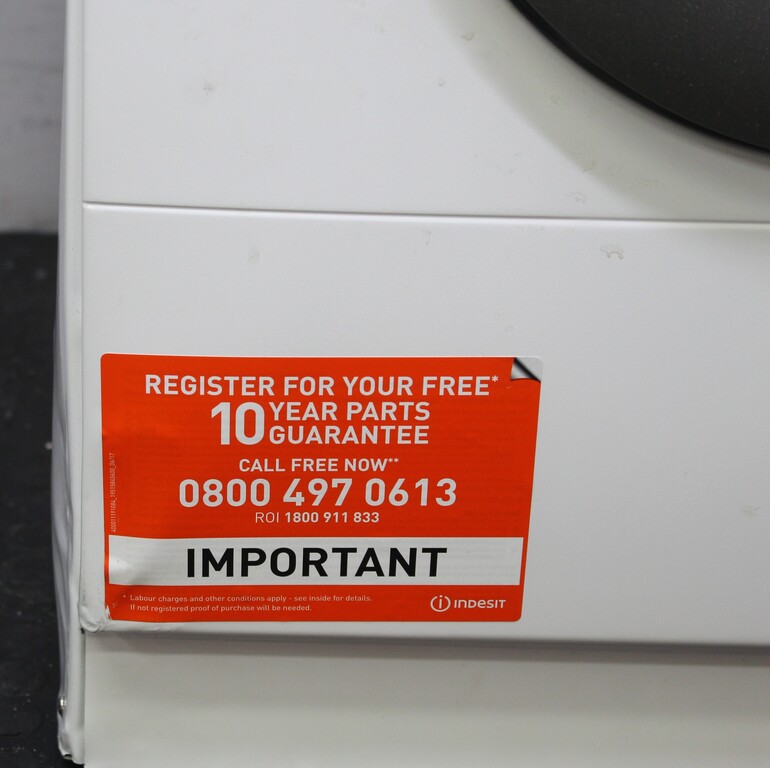 REGISTER FOR YOUR FREE*
10 YEAR PARTS
GUARANTEE
CALL FREE NOW**
0800 497 0613
ROI 1800 911 833
IMPORTANT
* Labour charges and other conditions apply - see inside for details.
If not registered proof of purchase will be needed.
i INDESIT